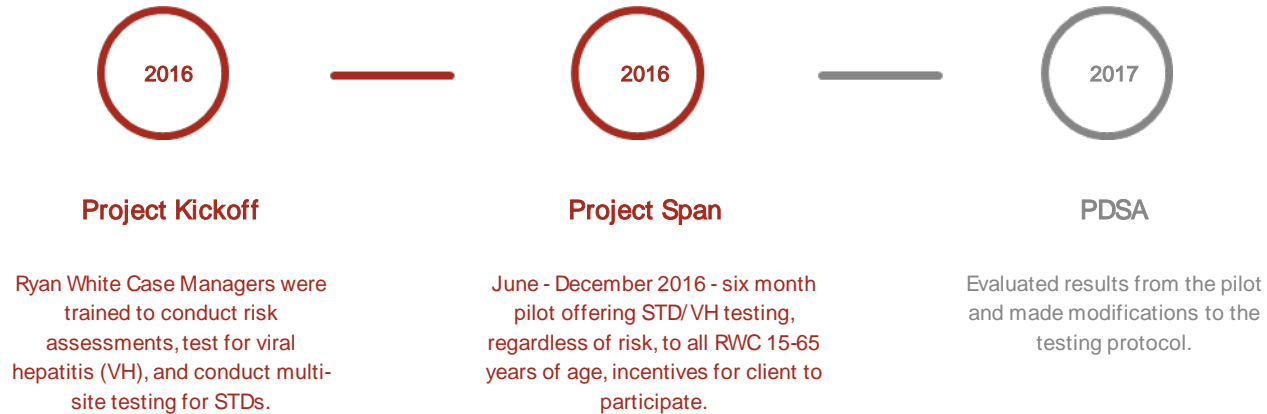 2016
Project Kickoff
Ryan White Case Managers were
trained to conduct risk
assessments, test for viral
hepatitis (VH), and conduct multi-
site testing for STDs.
2016
Project Span
June - December 2016 - six month
pilot offering STD/VH testing,
regardless of risk, to all RWC 15-65
years of age, incentives for client to
participate.
2017
PDSA
Evaluated results from the pilot
and made modifications to the
testing protocol.